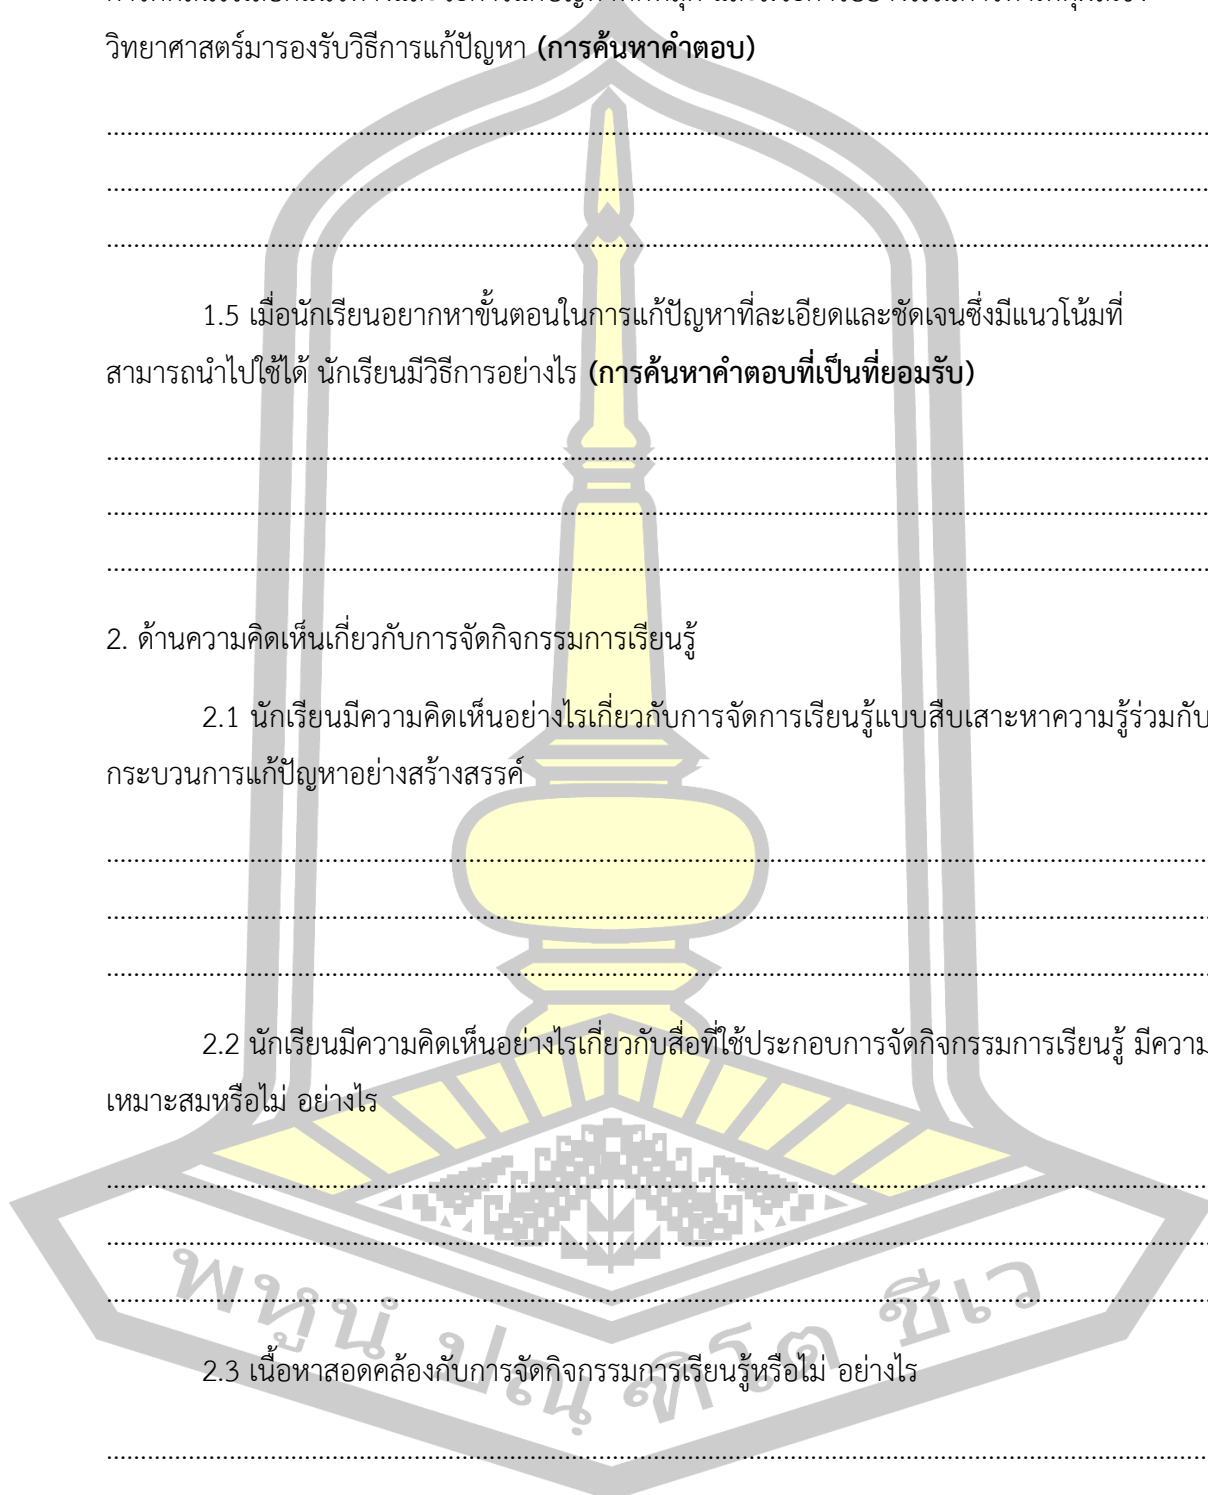 วิทยาศาสตร์มารองรับวิธีการแก้ปัญหา (การค้นหาคำตอบ)
........................................................................
........................................................................
........................................................................
1.5 เมื่อนักเรียนอยากหาขั้นตอนในการแก้ปัญหาที่ละเอียดและชัดเจนซึ่งมีแนวโน้มที่
สามารถนำไปใช้ได้ นักเรียนมีวิธีการอย่างไร (การค้นหาคำตอบที่เป็นที่ยอมรับ)
........................................................................
........................................................................
........................................................................
2. ด้านความคิดเห็นเกี่ยวกับการจัดกิจกรรมการเรียนรู้
2.1 นักเรียนมีความคิดเห็นอย่างไรเกี่ยวกับการจัดการเรียนรู้แบบสืบเสาะหาความรู้ร่วมกับ
กระบวนการแก้ปัญหาอย่างสร้างสรรค์
........................................................................
........................................................................
........................................................................
2.2 นักเรียนมีความคิดเห็นอย่างไรเกี่ยวกับสื่อที่ใช้ประกอบการจัดกิจกรรมการเรียนรู้ มีความ
เหมาะสมหรือไม่ อย่างไร
........................................................................
........................................................................
........................................................................
พหูนํ ปณฺฑิโต ชีเว
2.3 เนื้อหาสอดคล้องกับการจัดกิจกรรมการเรียนรู้หรือไม่ อย่างไร
........................................................................